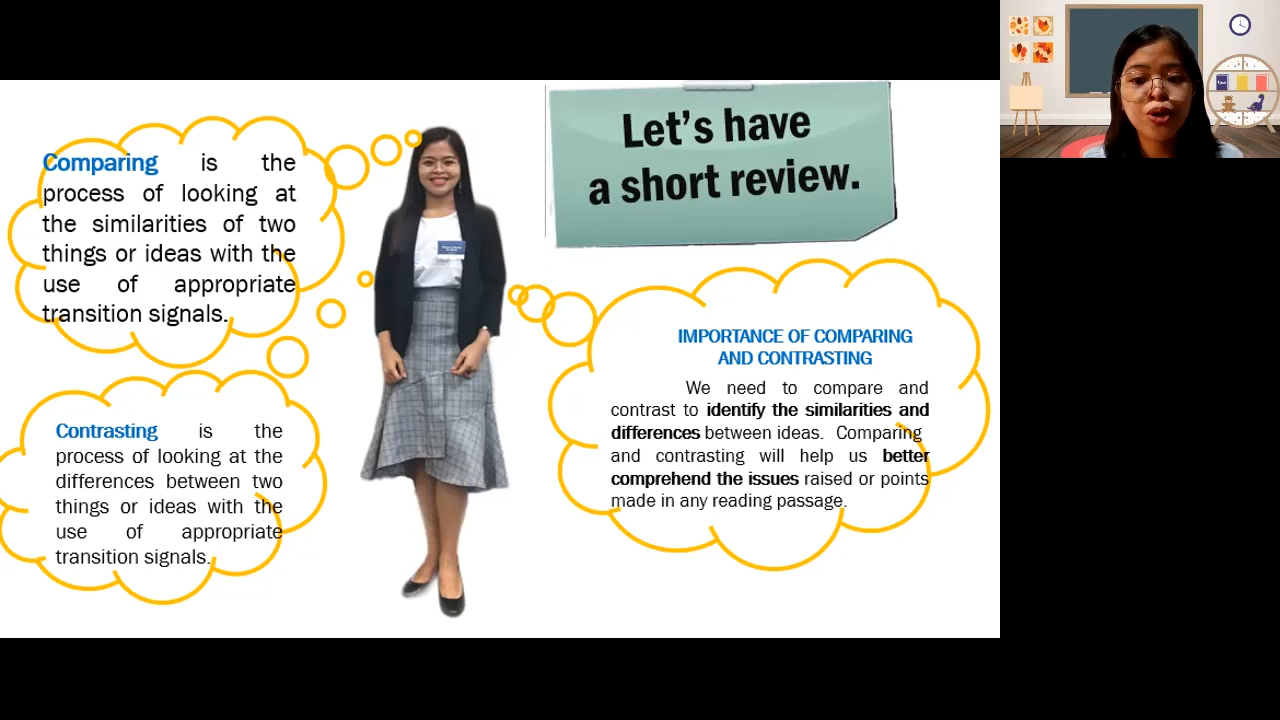 Let's have
a short review.
Comparing is the
process of looking at
the similarities of two
things or ideas with the
use of appropriate
transition signals.
Contrasting is the
process of looking at the
differences between two
things or ideas with the
use of appropriate
transition signals.
IMPORTANCE OF COMPARING
AND CONTRASTING
We need to compare and
contrast to identify the similarities and
differences between ideas. Comparing
and contrasting will help us better
comprehend the issues raised or points
made in any reading passage.